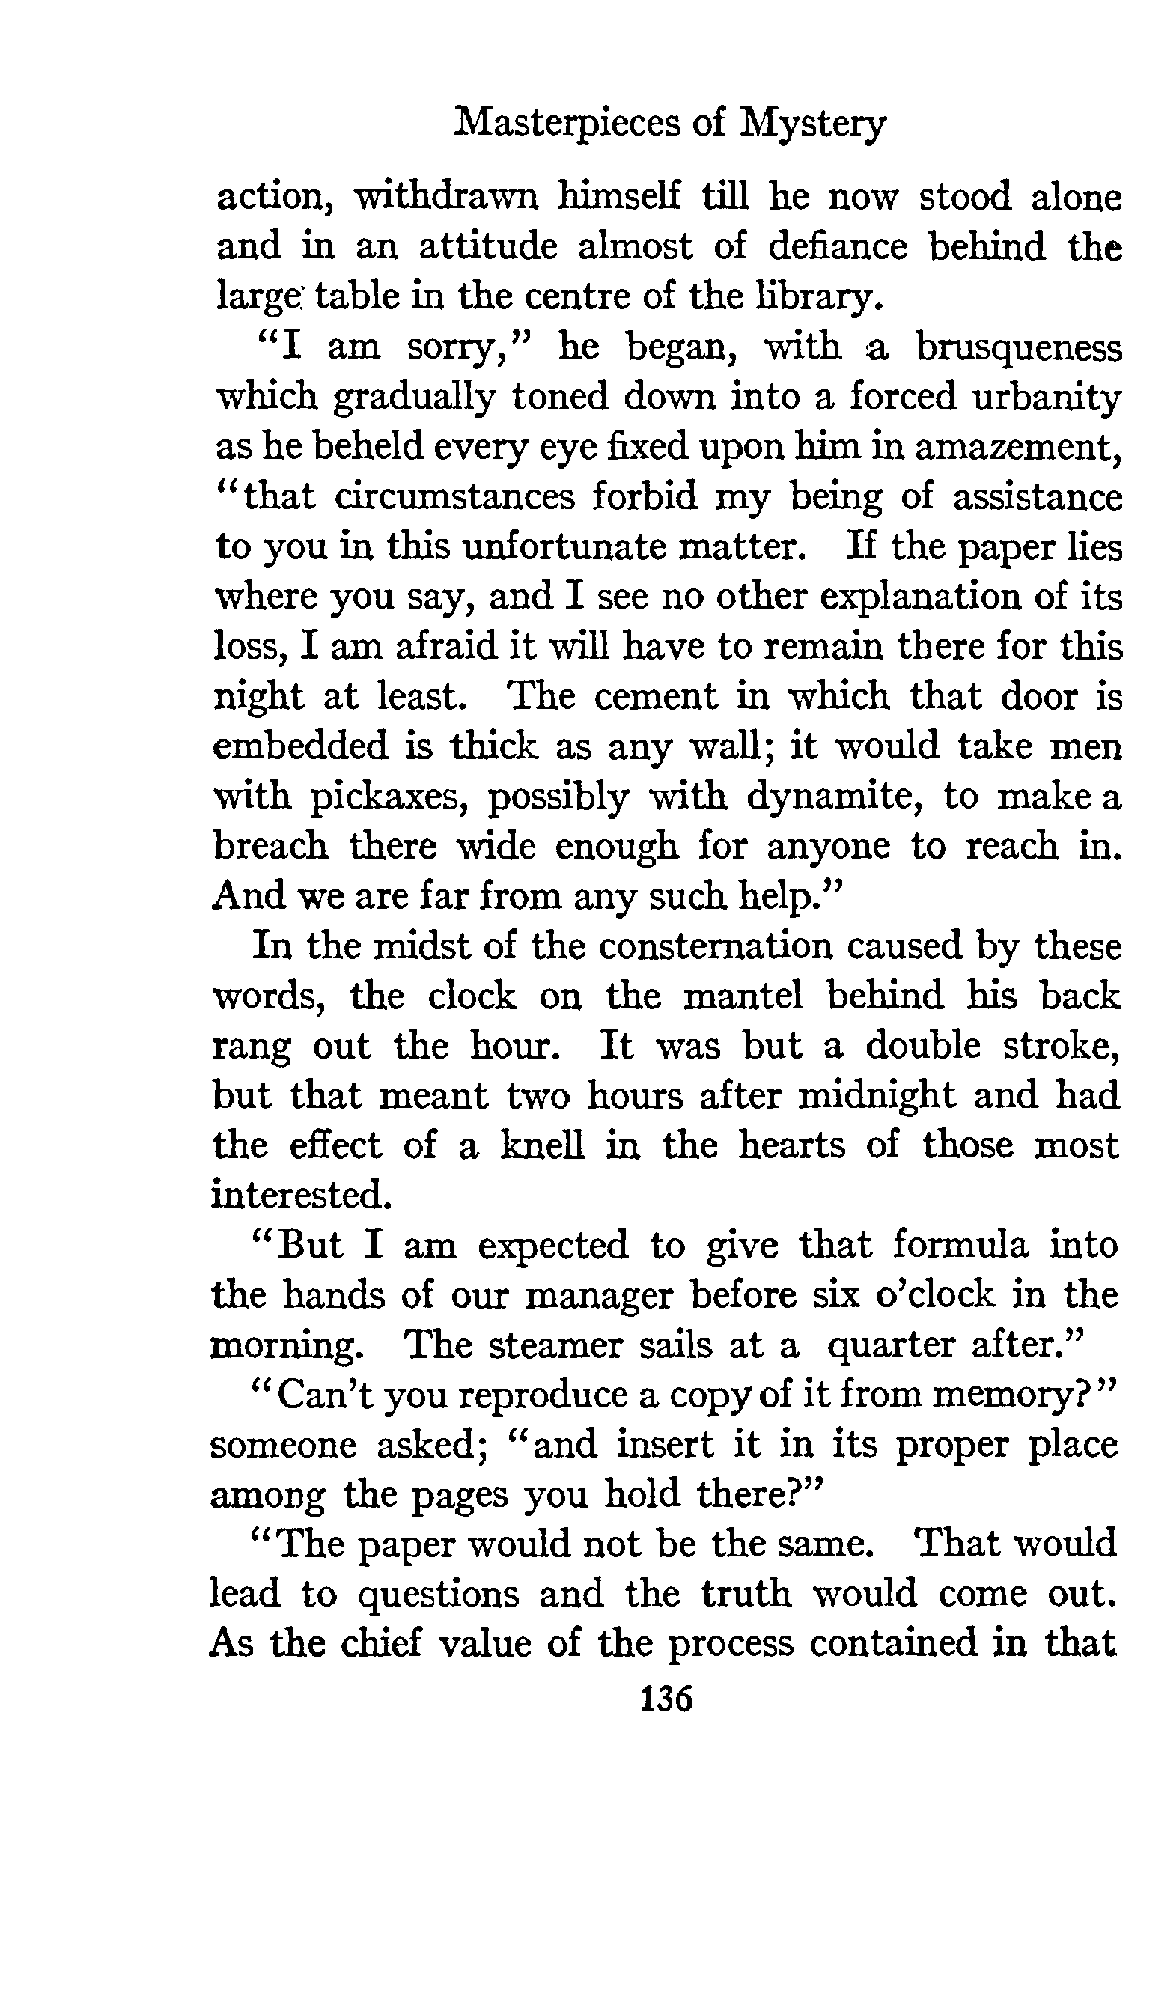 Masterpieces of Mystery
action, withdrawn himself till he now stood alone
and in an attitude almost of defiance behind the
large table in the centre of the library.
"I am sorry," he began, with a brusqueness
which gradually toned down into a forced urbanity
as he beheld every eye fixed upon him in amazement,
"that circumstances forbid my being of assistance
to you in this unfortunate matter. If the paper lies
where you say, and I see no other explanation of its
loss, I am afraid it will have to remain there for this
night at least. The cement in which that door is
embedded is thick as any wall; it would take men
with pickaxes, possibly with dynamite, to make a
breach there wide enough for anyone to reach in.
And we are far from any such help."
In the midst of the consternation caused by these
words, the clock on the mantel behind his back
rang out the hour. It was but a double stroke,
but that meant two hours after midnight and had
the effect of a knell in the hearts of those most
interested.
"But I am expected to give that formula into
the hands of our manager before six o'clock in the
morning. The steamer sails at a quarter after."
"Can't you reproduce a copy of it from memory?"
someone asked; "and insert it in its proper place
among the pages you hold there?"
"The paper would not be the same. That would
lead to questions and the truth would come out.
As the chief value of the process contained in that
136